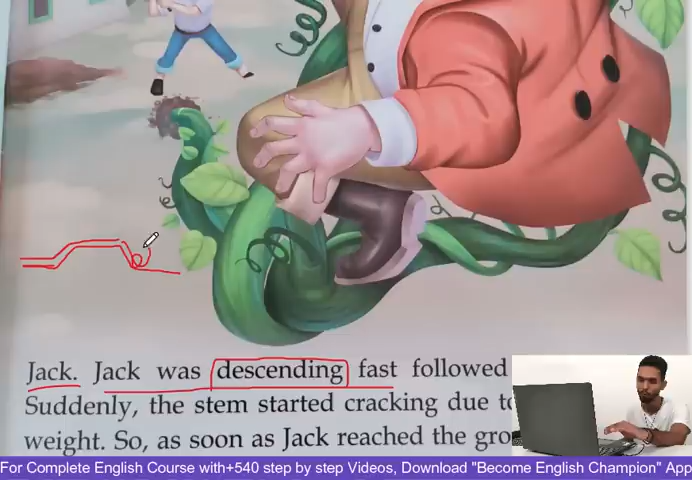 Jack. Jack was descending fast followed
Suddenly, the stem started cracking due to
weight. So, as soon as Jack reached the gro
For Complete English Course with+540 step by step Videos, Download "Become English Champion" App